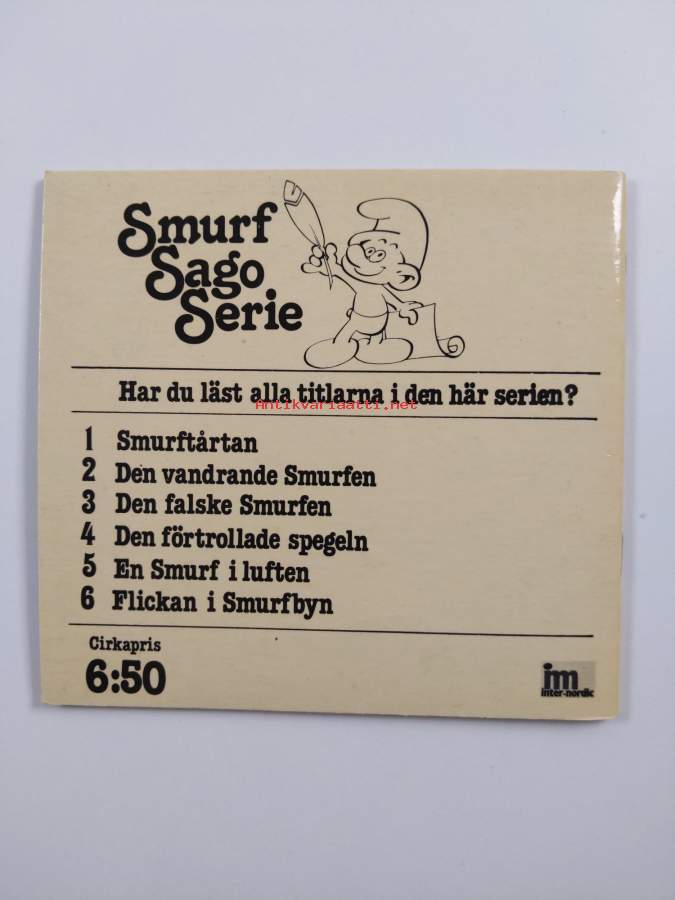 Smurf
Sago
Serie
Har du läst alla titlarna i den här serien?
Antikvariaatti.net
1 Smurftårtan
2 Den vandrande Smurfen
3 Den falske Smurfen
4 Den förtrollade spegeln
5 En Smurf i luften
6 Flickan i Smurfbyn
Cirkapris
6:50
im
inter-nordic